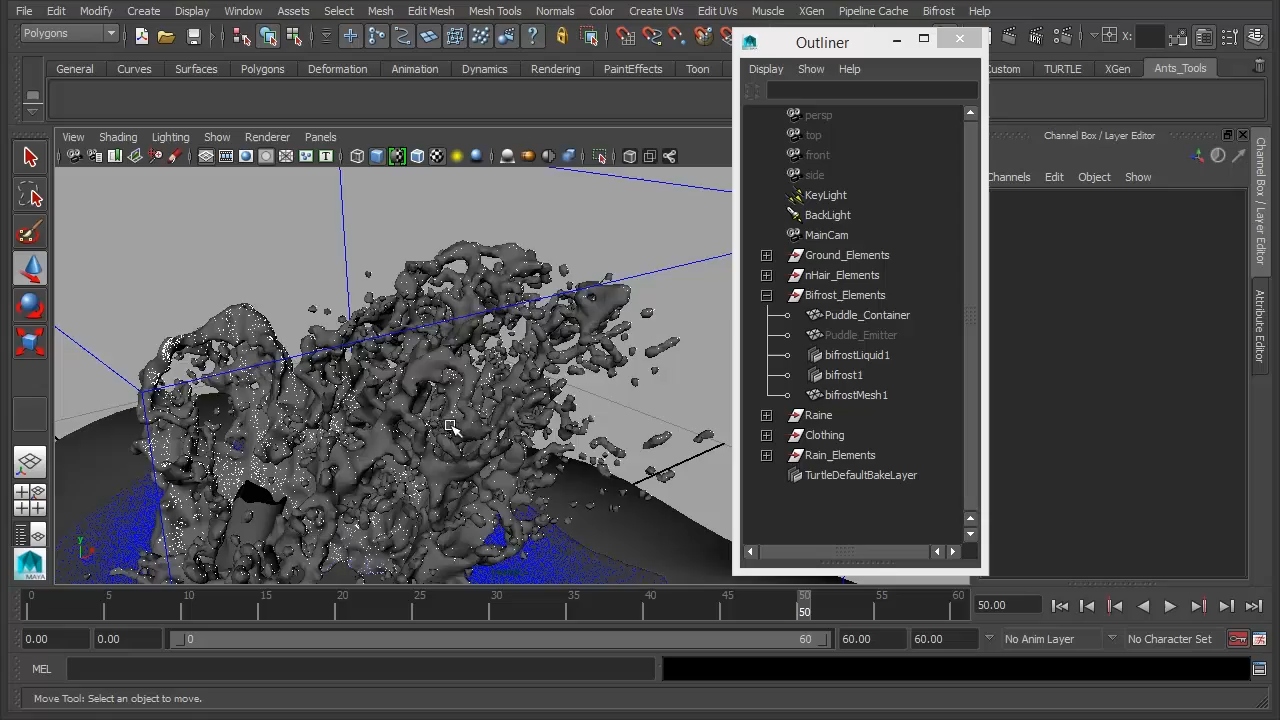 File Edit Modify Create Display Window Assets Select Mesh Edit Mesh Mesh Tools Normals Color Create UVs Edit UVs Muscle XGen Pipeline Cache Bifrost Help
Polygons
X:
Outliner
General Curves Surfaces Polygons Deformation Animation Dynamics Rendering PaintEffects Toon
ustom TURTLE XGen Ants_Tools
Display Show Help
View Shading Lighting Show Renderer Panels
Channel Box / Layer Editor
hannels Edit Object Show
persp
top
front
side
KeyLight
BackLight
MainCam
Ground_Elements
nHair_Elements
Bifrost_Elements
Puddle_Container
Puddle_Emitter
bifrostLiquid1
bifrost1
bifrostMesh1
Raine
Clothing
Rain_Elements
TurtleDefaultBakeLayer
Channel Box / Layer Editor
Attribute Editor
y
MAYA
0 5 10 15 20 25 30 35 40 45 50 55 60
50
50.00
0.00 0.00 0 60 60.00 60.00 No Anim Layer No Character Set
MEL
Move Tool: Select an object to move.